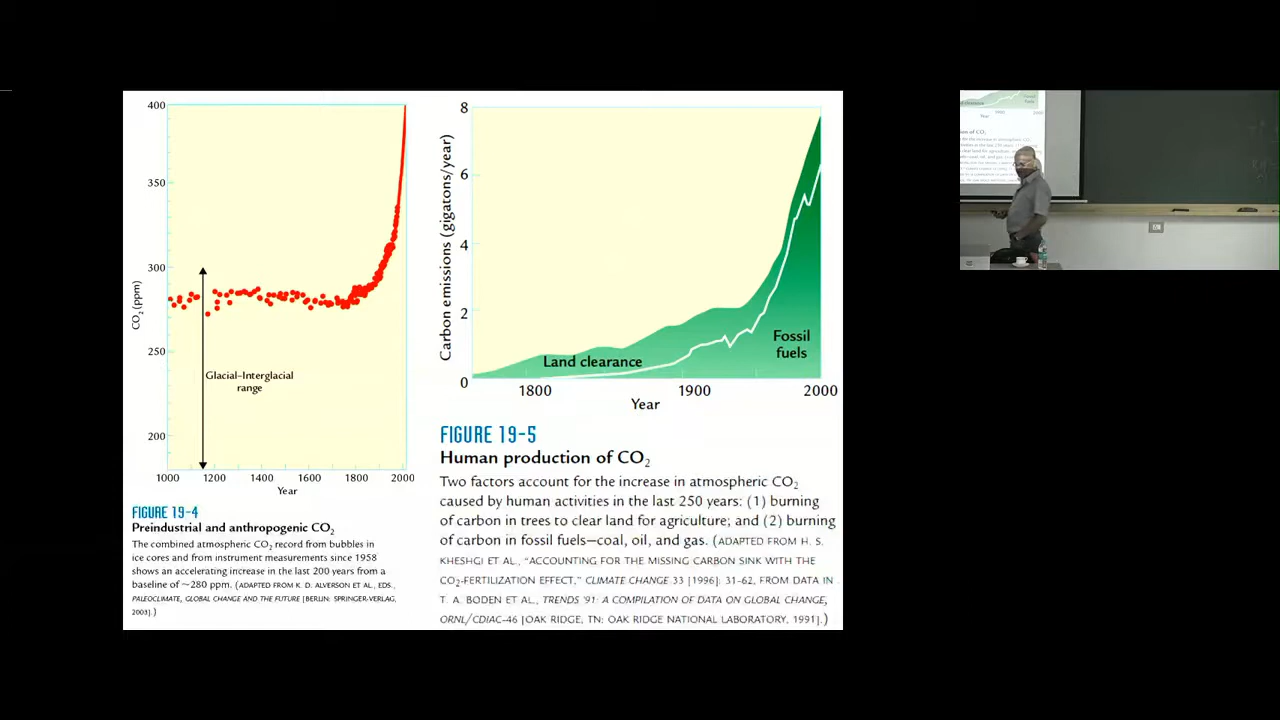 400
350
300
250
200
CO₂ (ppm)
Glacial–Interglacial
range
1000 1200 1400 1600 1800 2000
Year
FIGURE 19-4
Preindustrial and anthropogenic CO₂
The combined atmospheric CO₂ record from bubbles in
ice cores and from instrument measurements since 1958
shows an accelerating increase in the last 200 years from a
baseline of ~280 ppm. (ADAPTED FROM K. D. ALVERSON ET AL., EDS.,
PALEOCLIMATE, GLOBAL CHANGE AND THE FUTURE [BERLIN: SPRINGER-VERLAG,
2003].)
8
6
4
2
0
Carbon emissions (gigatons/year)
Land clearance
Fossil
fuels
1800 1900 2000
Year
FIGURE 19-5
Human production of CO₂
Two factors account for the increase in atmospheric CO₂
caused by human activities in the last 250 years: (1) burning
of carbon in trees to clear land for agriculture; and (2) burning
of carbon in fossil fuels—coal, oil, and gas. (ADAPTED FROM H. S.
KHESHGI ET AL., "ACCOUNTING FOR THE MISSING CARBON SINK WITH THE
CO₂-FERTILIZATION EFFECT," CLIMATE CHANGE 33 [1996]: 31-62, FROM DATA IN
T. A. BODEN ET AL., TRENDS '91: A COMPILATION OF DATA ON GLOBAL CHANGE,
ORNL/CDIAC-46 [OAK RIDGE, TN: OAK RIDGE NATIONAL LABORATORY, 1991].)